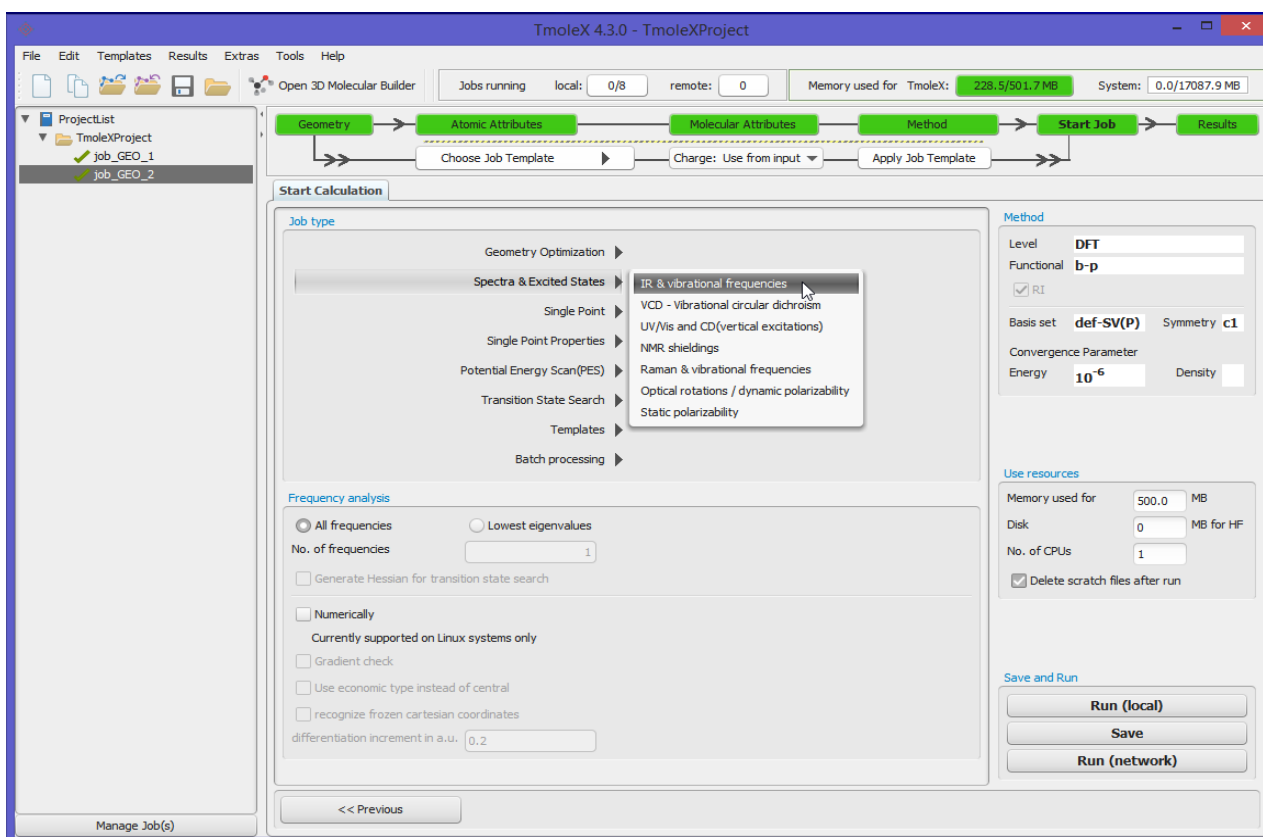 TmoleX 4.3.0 - TmoleXProject
File Edit Templates Results Extras Tools Help
Open 3D Molecular Builder Jobs running local: 0/8 remote: 0 Memory used for TmoleX: 228.5/501.7 MB System: 0.0/17087.9 MB
ProjectList
TmoleXProject
job_GEO_1
job_GEO_2
Manage Job(s)
Geometry Atomic Attributes Molecular Attributes Method Start Job Results
Choose Job Template Charge: Use from input Apply Job Template
Start Calculation
Job type
Geometry Optimization
Spectra & Excited States
Single Point
Single Point Properties
Potential Energy Scan(PES)
Transition State Search
Templates
Batch processing
IR & vibrational frequencies
VCD - Vibrational circular dichroism
UV/Vis and CD(vertical excitations)
NMR shieldings
Raman & vibrational frequencies
Optical rotations / dynamic polarizability
Static polarizability
Frequency analysis
All frequencies Lowest eigenvalues
No. of frequencies 1
Generate Hessian for transition state search
Numerically
Currently supported on Linux systems only
Gradient check
Use economic type instead of central
recognize frozen cartesian coordinates
differentiation increment in a.u. 0.2
<< Previous
Method
Level DFT
Functional b-p
RI
Basis set def-SV(P) Symmetry c1
Convergence Parameter
Energy 10-6 Density
Use resources
Memory used for 500.0 MB
Disk 0 MB for HF
No. of CPUs 1
Delete scratch files after run
Save and Run
Run (local)
Save
Run (network)